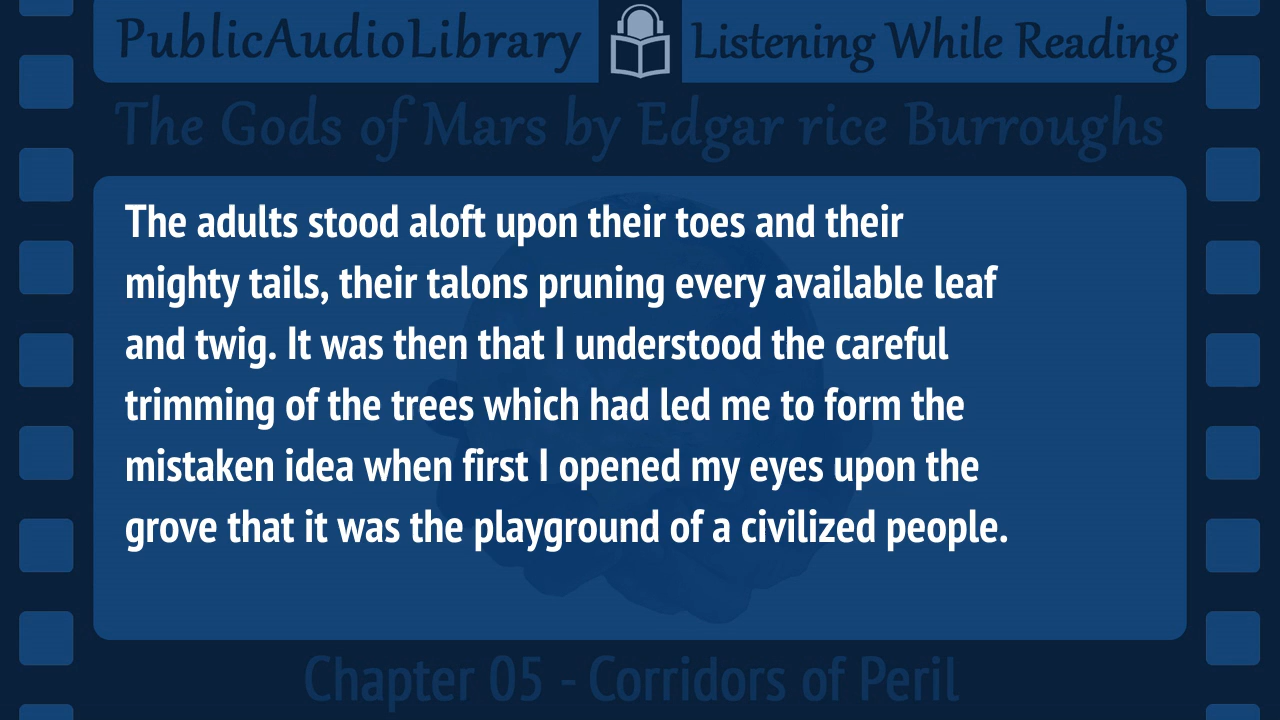 PublicAudioLibrary
Listening While Reading
The Gods of Mars by Edgar rice Burroughs
The adults stood aloft upon their toes and their
mighty tails, their talons pruning every available leaf
and twig. It was then that I understood the careful
trimming of the trees which had led me to form the
mistaken idea when first I opened my eyes upon the
grove that it was the playground of a civilized people.
Chapter 05 - Corridors of Peril